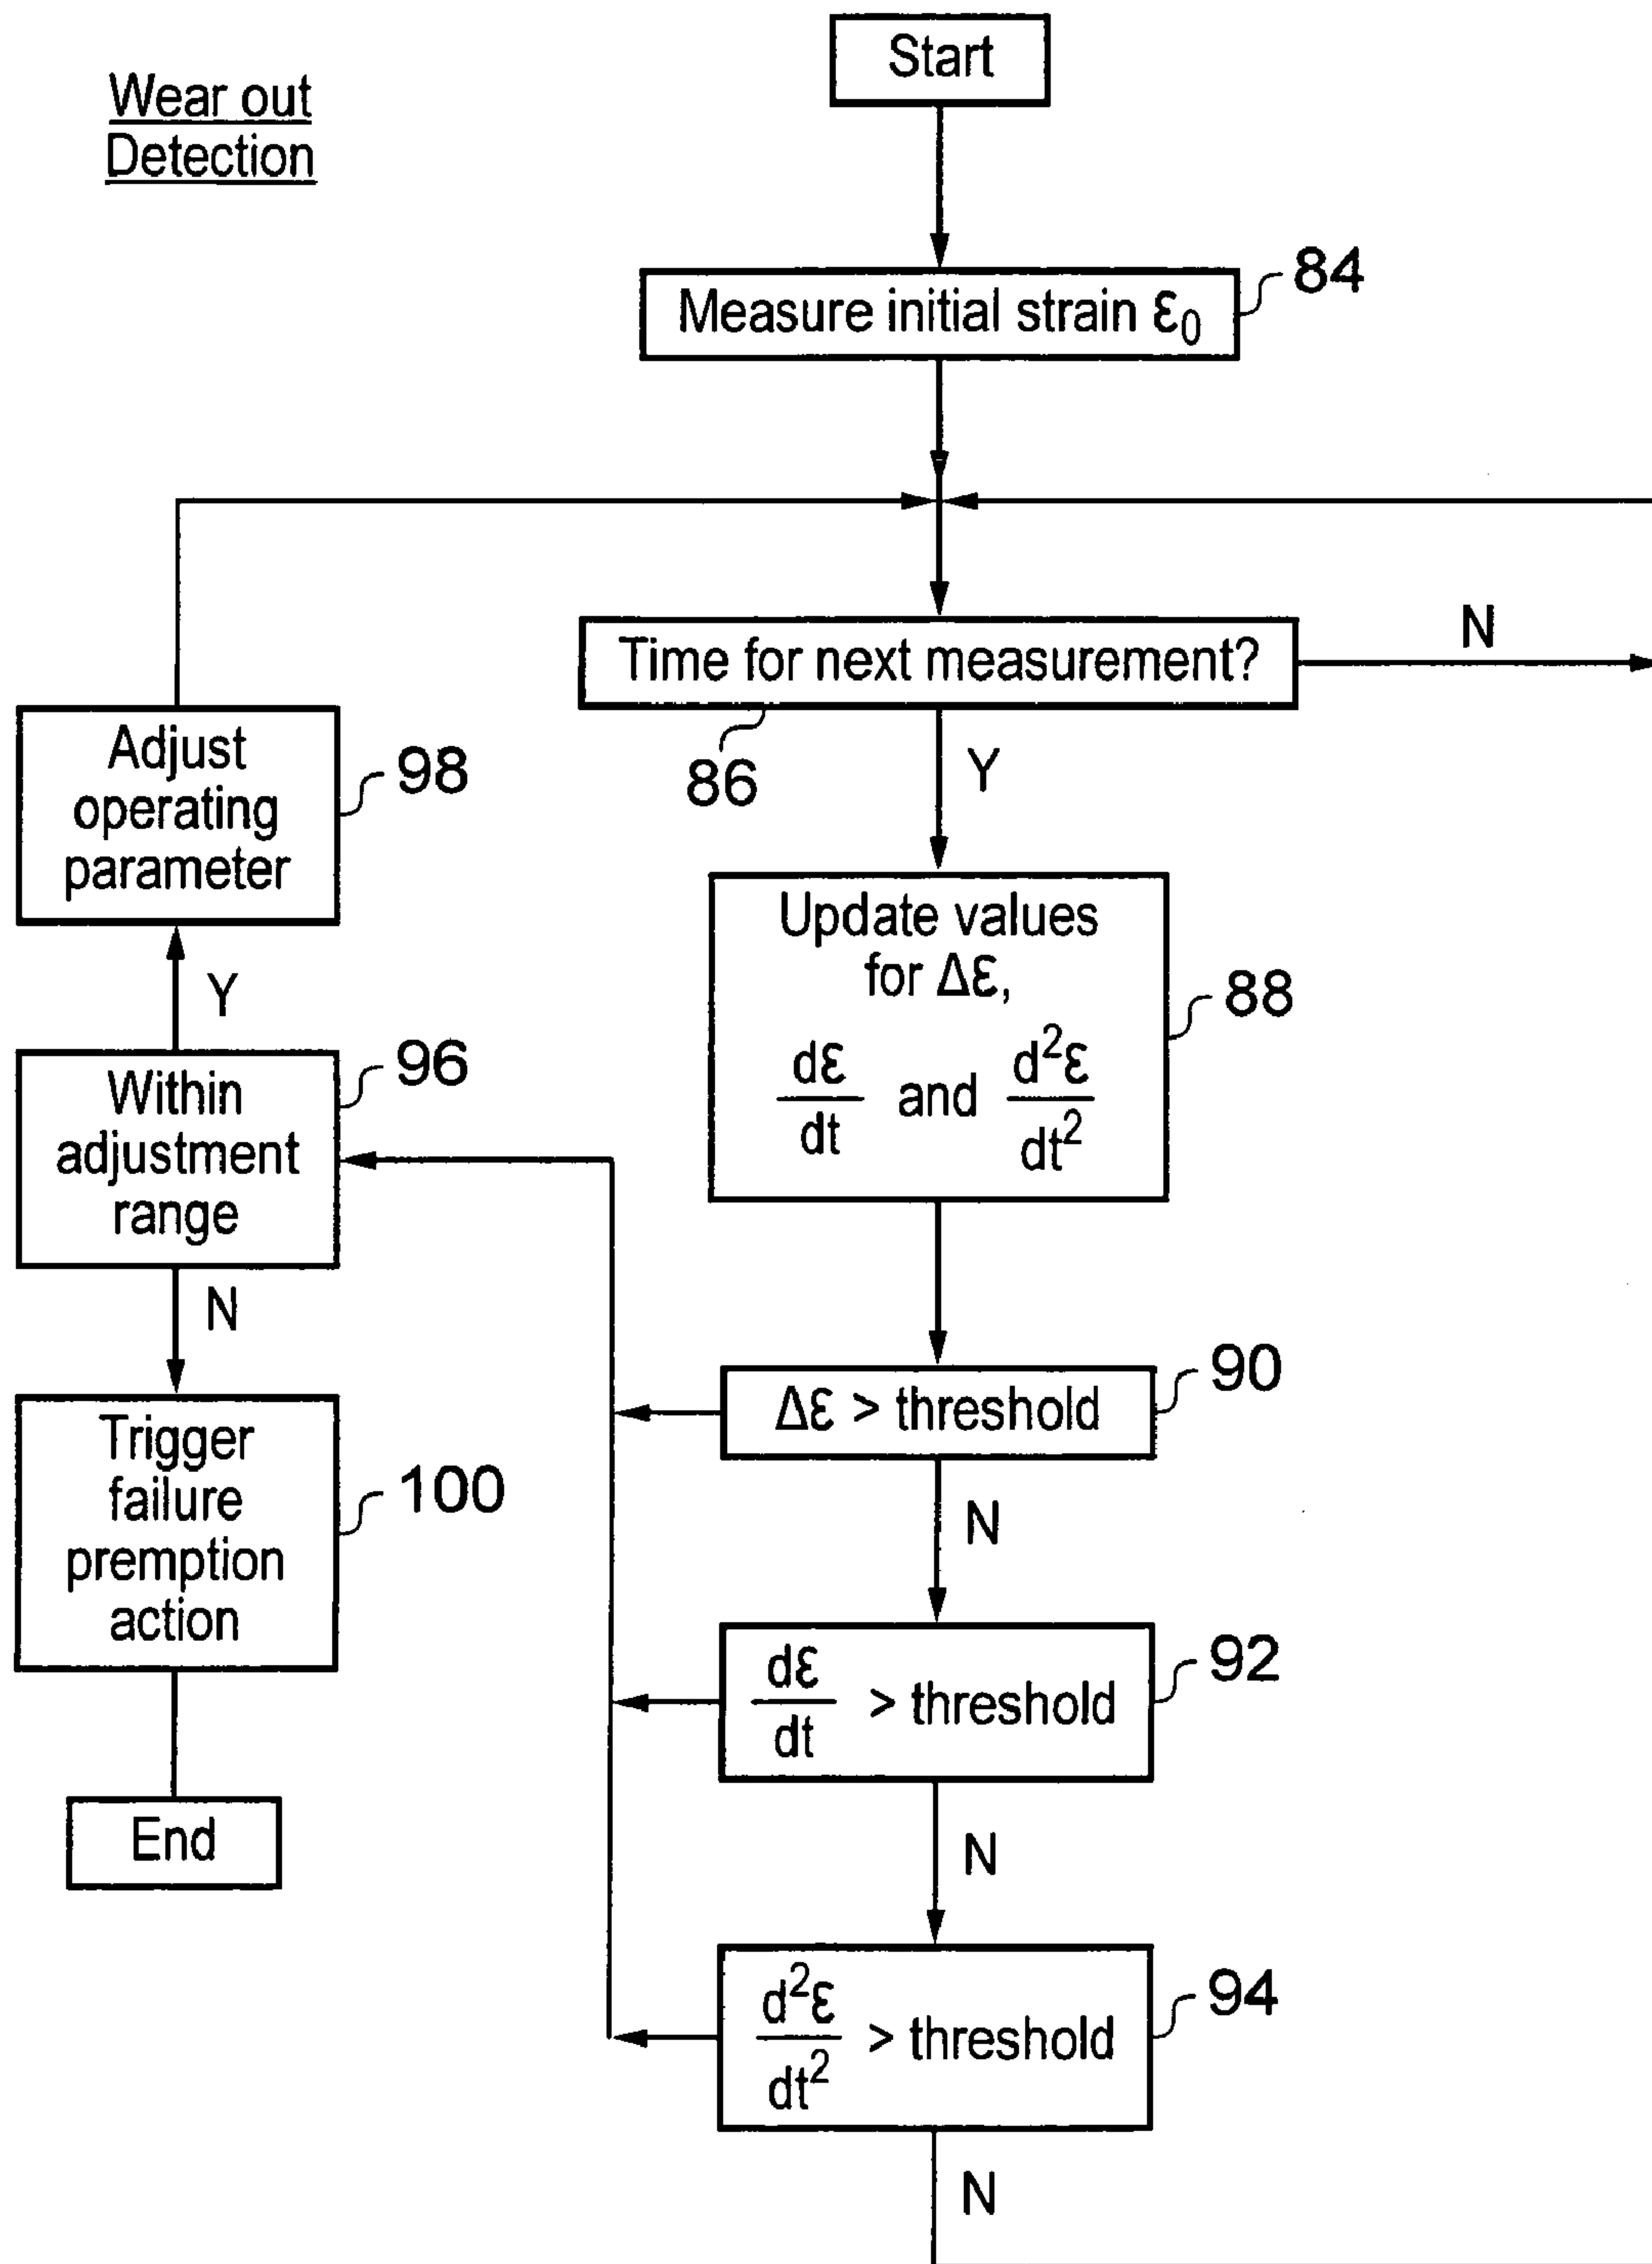 Wear out
Detection
Start
Measure initial strain ε₀
84
Time for next measurement?
N
86
Y
Update values
for Δε,
dε/dt and d²ε/dt²
88
Δε > threshold
90
N
dε/dt > threshold
92
N
d²ε/dt² > threshold
94
N
Adjust
operating
parameter
98
Y
Within
adjustment
range
96
N
Trigger
failure
premption
action
100
End